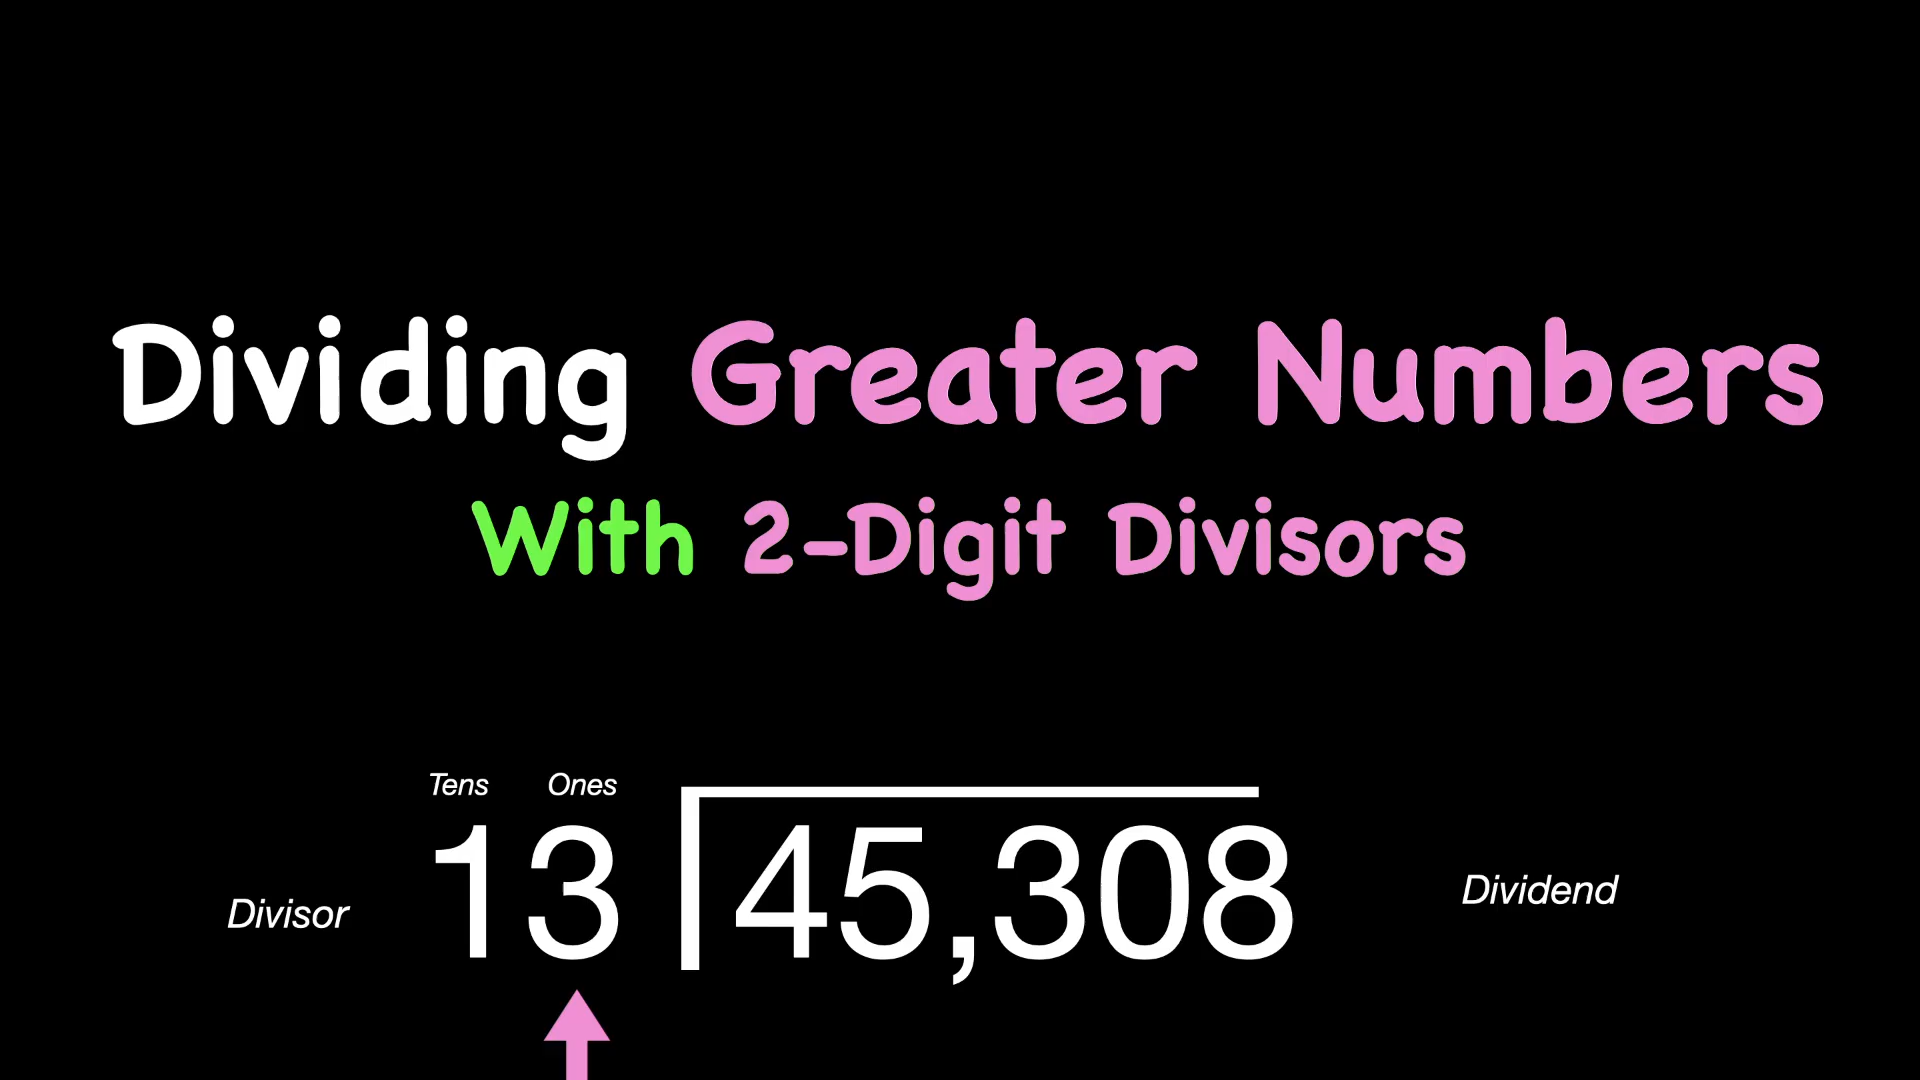 Dividing Greater Numbers
With 2-Digit Divisors
Tens Ones
Divisor 13 45,308 Dividend